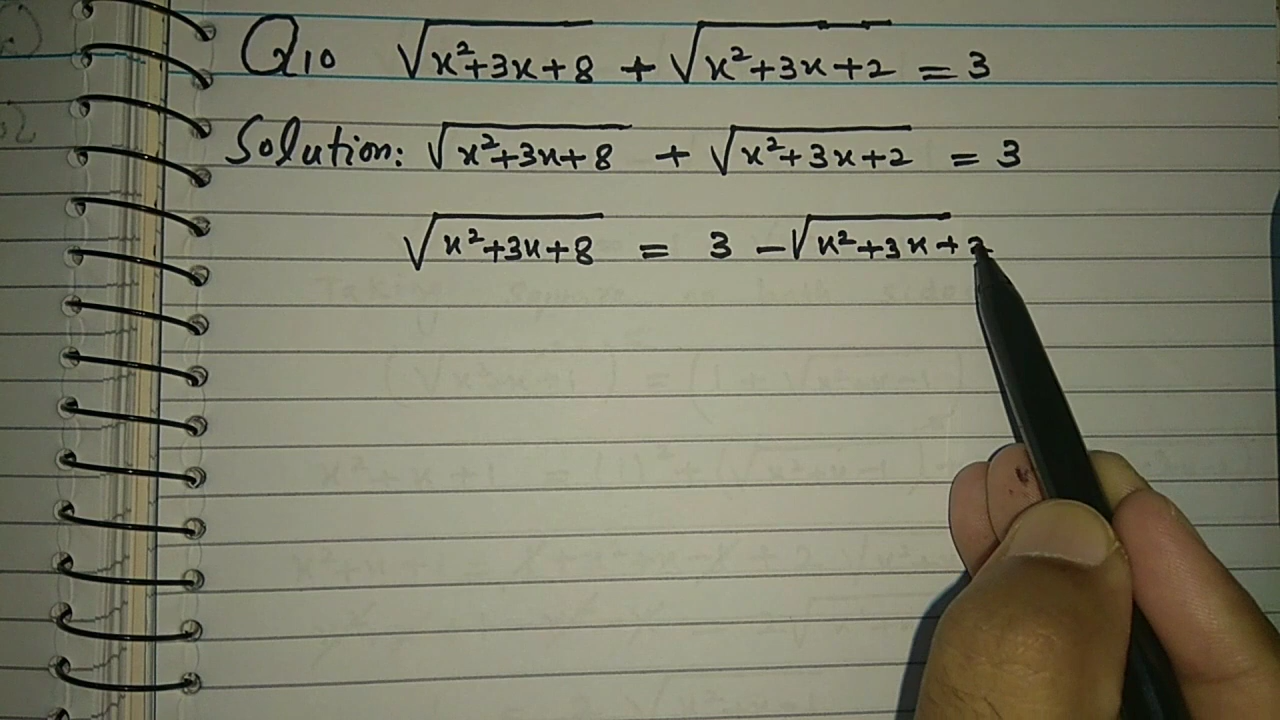 Q10 √x²+3x+8 + √x²+3x+2 = 3
Solution: √x²+3x+8 + √x²+3x+2 = 3
√x²+3x+8 = 3 -√x²+3x+2